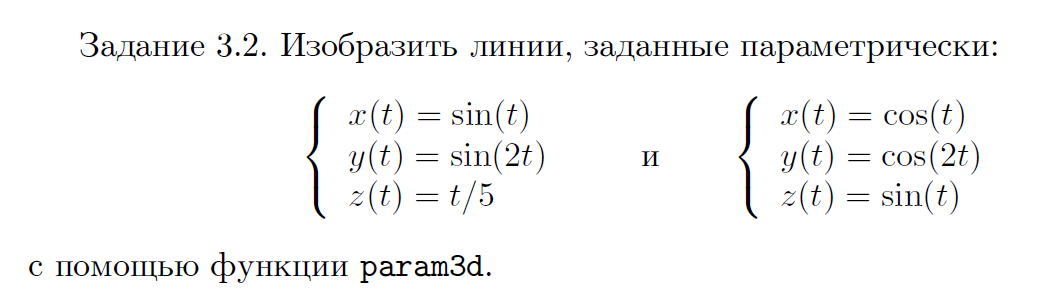 Задание 3.2. Изобразить линии, заданные параметрически:
x(t) = sin(t) x(t) = cos(t)
y(t) = sin(2t) и y(t) = cos(2t)
z(t) = t/5 z(t) = sin(t)
с помощью функции param3d.